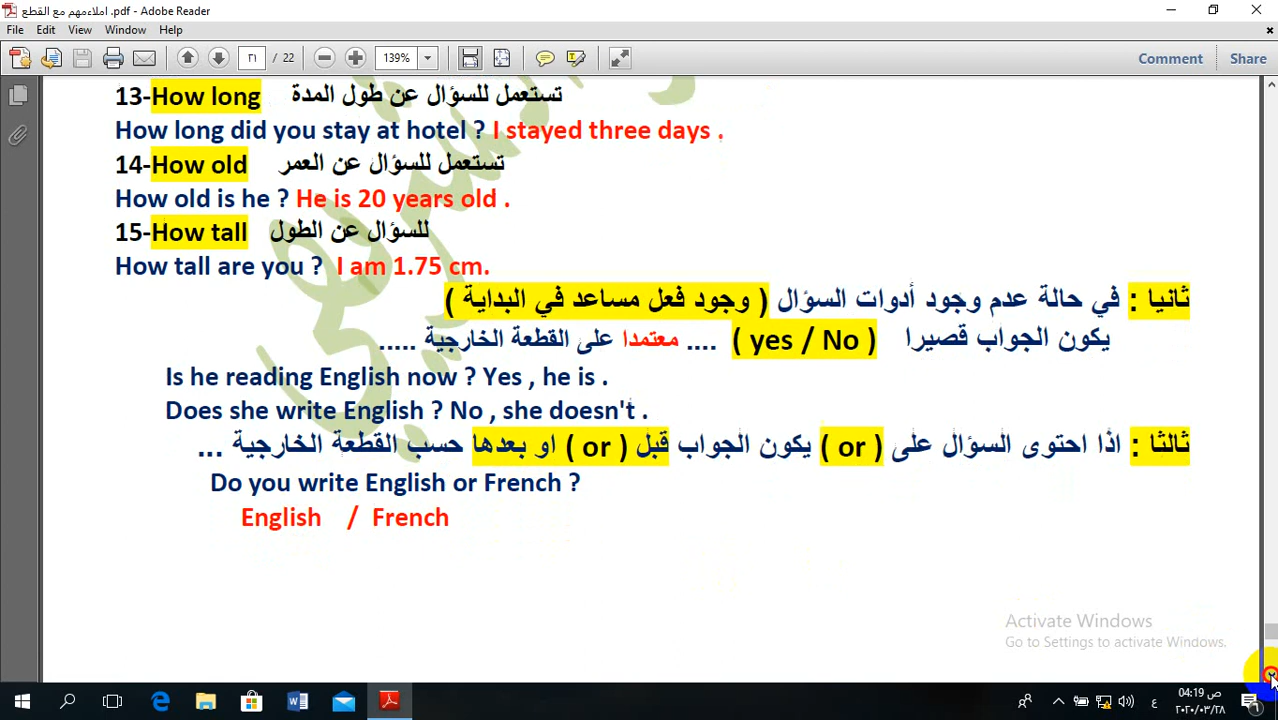 املاءمهم مع القطع .pdf - Adobe Reader
File Edit View Window Help
٢١ / 22 139% Comment Share
13-How long تستعمل للسؤال عن طول المدة
How long did you stay at hotel ? I stayed three days .
14-How old تستعمل للسؤال عن العمر
How old is he ? He is 20 years old .
15-How tall للسؤال عن الطول
How tall are you ? I am 1.75 cm.
ثانيا : في حالة عدم وجود أدوات السؤال ( وجود فعل مساعد في البداية )
يكون الجواب قصيرا ( yes / No ) .... معتمدا على القطعة الخارجية .....
Is he reading English now ? Yes , he is .
Does she write English ? No , she doesn't .
ثالثا : اذا احتوى السؤال على ( or ) يكون الجواب قبل ( or ) او بعدها حسب القطعة الخارجية ...
Do you write English or French ?
English / French
Activate Windows
Go to Settings to activate Windows.
ع 04:19 ص
٢٠٢٠/٠٣/٢٨